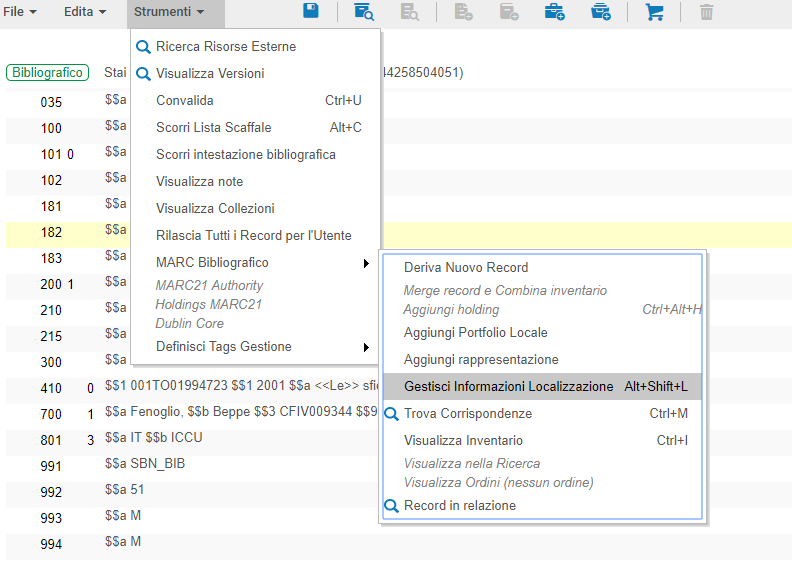 File Edita Strumenti
Ricerca Risorse Esterne
Bibliografico Stai 44258504051)
Visualizza Versioni
035 $$a
Convalida Ctrl+U
100 $$a
Scorri Lista Scaffale Alt+C
101 0 $$a
Scorri intestazione bibliografica
102 $$a
Visualizza note
181 $$a
Visualizza Collezioni
182 $$a
Rilascia Tutti i Record per l'Utente
183 $$a
MARC Bibliografico
Deriva Nuovo Record
200 1 $$a
MARC21 Authority
Merge record e Combina inventario
210 $$a
Holdings MARC21
Aggiungi holding Ctrl+Alt+H
215 $$a
Dublin Core
Aggiungi Portfolio Locale
300 $$a
Definisci Tags Gestione
Aggiungi rappresentazione
410 0 $$1 001TO01994723 $$1 2001 $$a <<Le>> sfie
Gestisci Informazioni Localizzazione Alt+Shift+L
700 1 $$a Fenoglio, $$b Beppe $$3 CFIV009344 $$9
Trova Corrispondenze Ctrl+M
801 3 $$a IT $$b ICCU
Visualizza Inventario Ctrl+I
991 $$a SBN_BIB
Visualizza nella Ricerca
Visualizza Ordini (nessun ordine)
992 $$a 51
Record in relazione
993 $$a M
994 $$a M